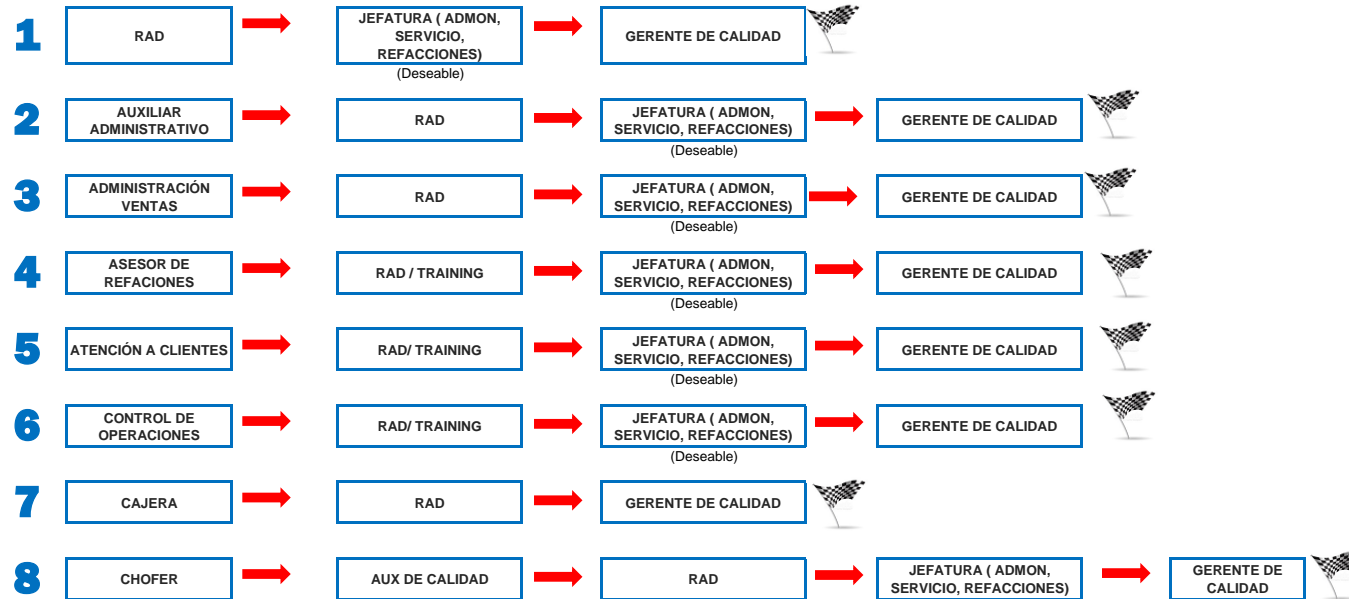 1
RAD
JEFATURA ( ADMON,
SERVICIO,
REFACCIONES)
(Deseable)
GERENTE DE CALIDAD
2
AUXILIAR
ADMINISTRATIVO
RAD
JEFATURA ( ADMON,
SERVICIO, REFACCIONES)
(Deseable)
GERENTE DE CALIDAD
3
ADMINISTRACIÓN
VENTAS
RAD
JEFATURA ( ADMON,
SERVICIO, REFACCIONES)
(Deseable)
GERENTE DE CALIDAD
4
ASESOR DE
REFACIONES
RAD / TRAINING
JEFATURA ( ADMON,
SERVICIO, REFACCIONES)
(Deseable)
GERENTE DE CALIDAD
5
ATENCIÓN A CLIENTES
RAD/ TRAINING
JEFATURA ( ADMON,
SERVICIO, REFACCIONES)
(Deseable)
GERENTE DE CALIDAD
6
CONTROL DE
OPERACIONES
RAD/ TRAINING
JEFATURA ( ADMON,
SERVICIO, REFACCIONES)
(Deseable)
GERENTE DE CALIDAD
7
CAJERA
RAD
GERENTE DE CALIDAD
8
CHOFER
AUX DE CALIDAD
RAD
JEFATURA ( ADMON,
SERVICIO, REFACCIONES)
GERENTE DE
CALIDAD